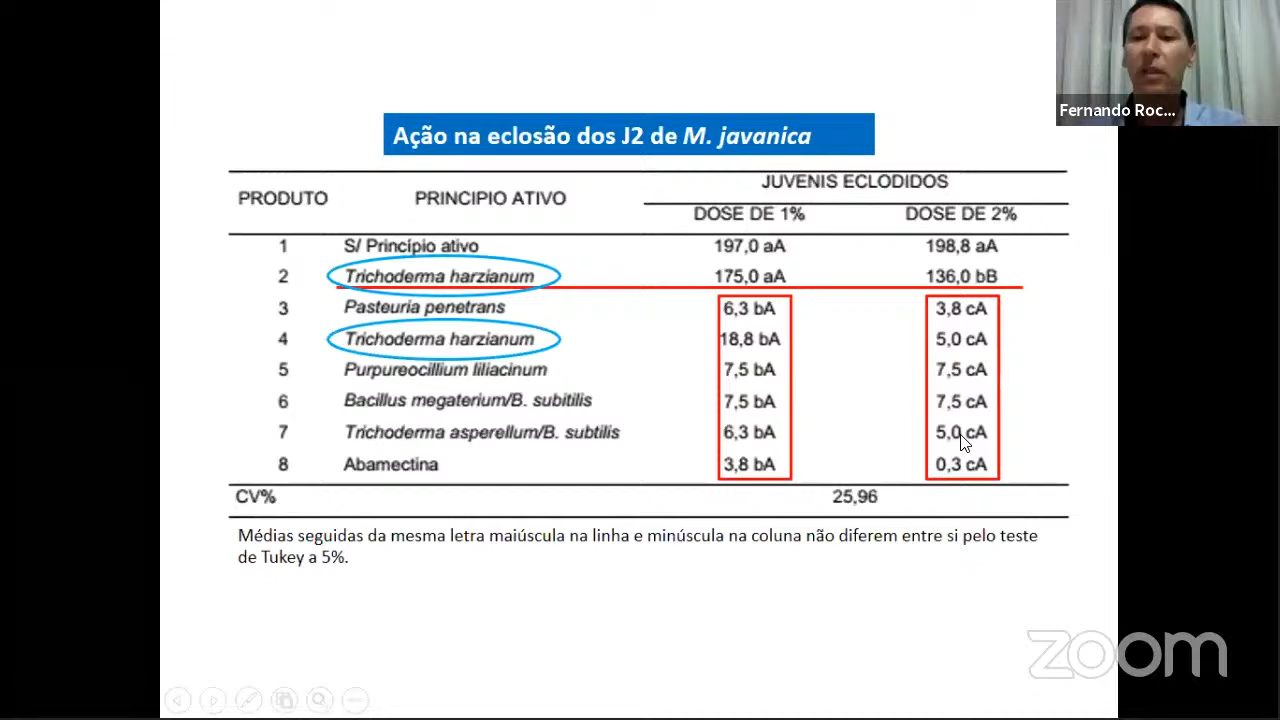 Fernando Roc...
Ação na eclosão dos J2 de M. javanica
PRODUTO PRINCIPIO ATIVO JUVENIS ECLODIDOS
DOSE DE 1% DOSE DE 2%
1 S/ Princípio ativo 197,0 aA 198,8 aA
2 Trichoderma harzianum 175,0 aA 136,0 bB
3 Pasteuria penetrans 6,3 bA 3,8 cA
4 Trichoderma harzianum 18,8 bA 5,0 cA
5 Purpureocillium liliacinum 7,5 bA 7,5 cA
6 Bacillus megaterium/B. subitilis 7,5 bA 7,5 cA
7 Trichoderma asperellum/B. subtilis 6,3 bA 5,0 cA
8 Abamectina 3,8 bA 0,3 cA
CV% 25,96
Médias seguidas da mesma letra maiúscula na linha e minúscula na coluna não diferem entre si pelo teste
de Tukey a 5%.
zoom